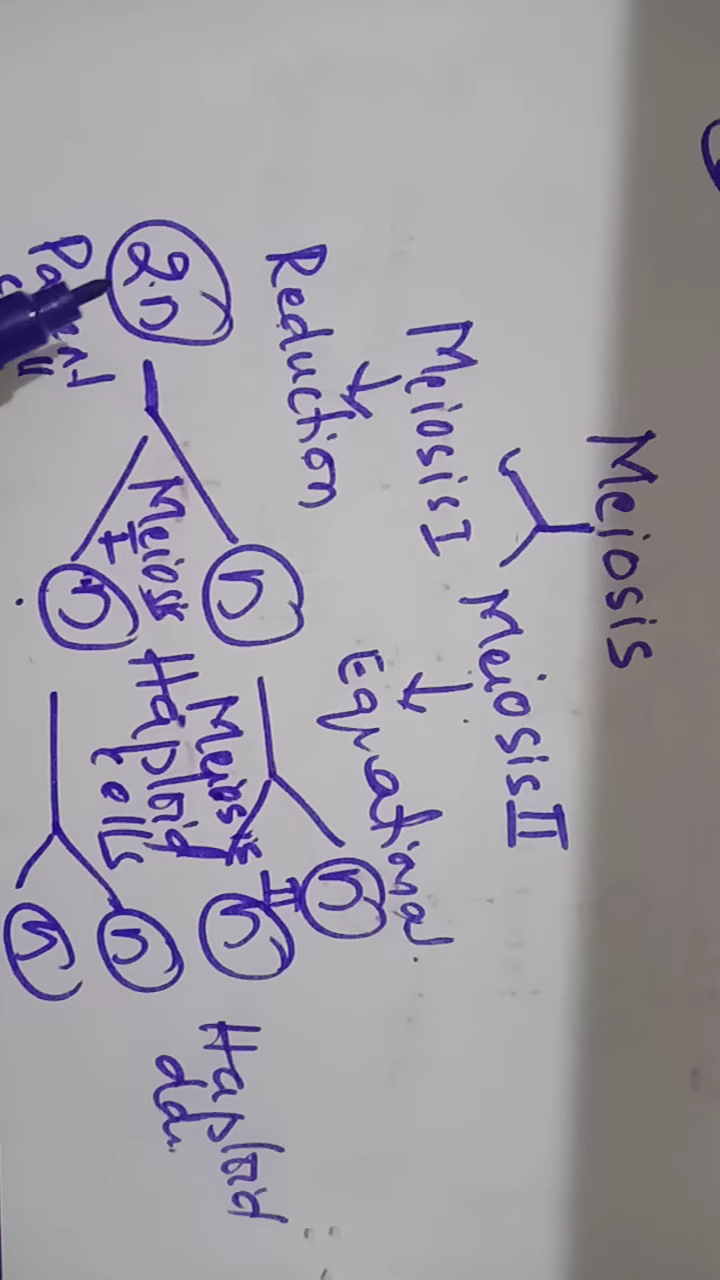 Meiosis
Meiosis I Meiosis II
Reduction Equational
2n
Parent
n
n
Meiosis
I
Haploid
cells
Meiosis
II
n
n
n
n
Haploid